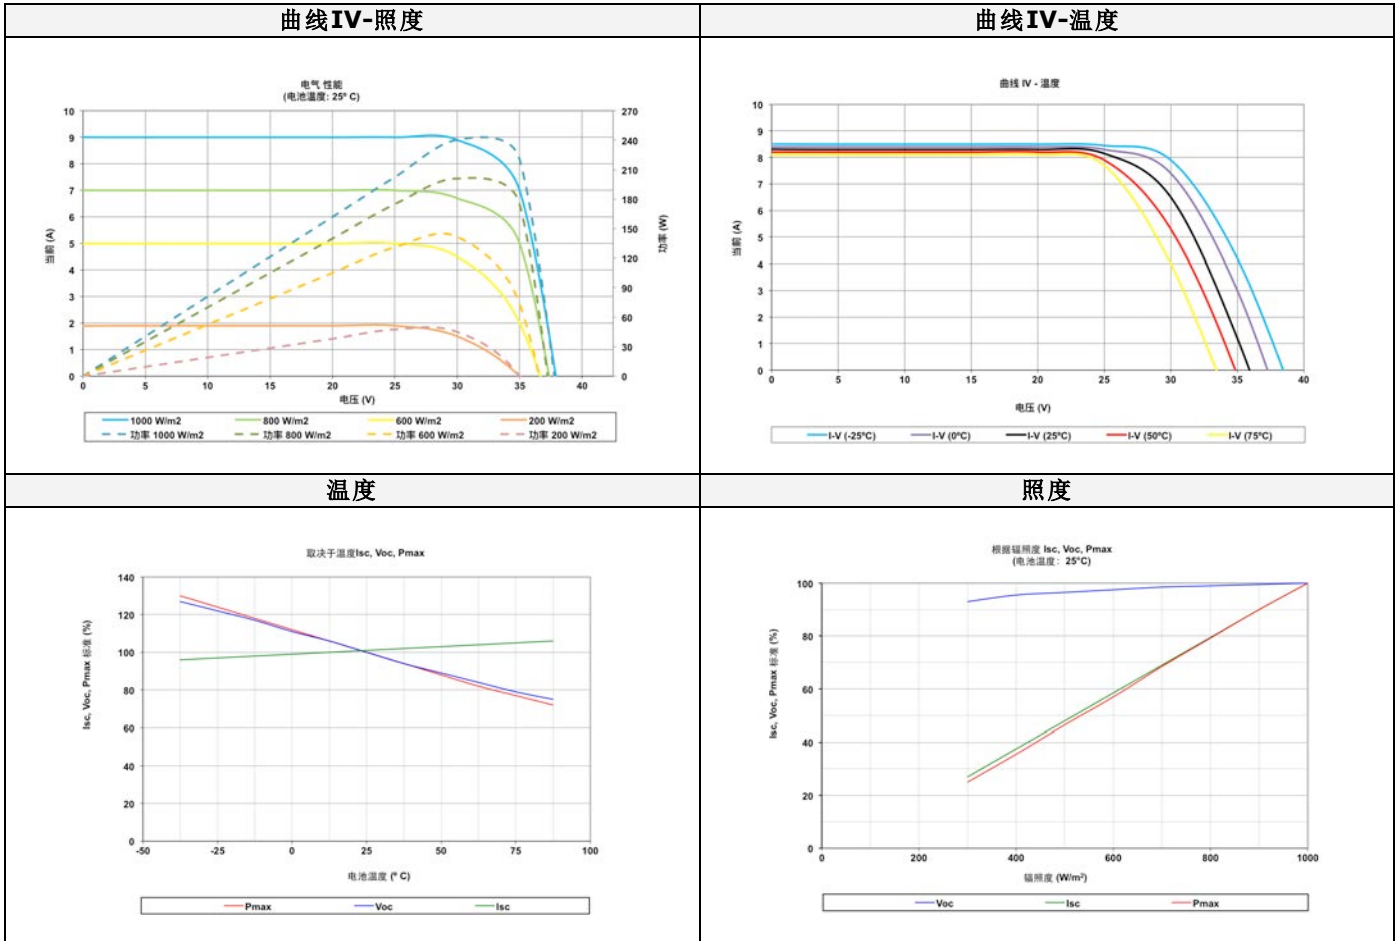 曲线IV-照度
曲线IV-温度
电气 性能
(电池温度: 25º C)
10
9
8
7
6
5
4
3
2
1
0
270
240
210
180
150
120
90
60
30
0
0 5 10 15 20 25 30 35 40
当前 (A)
功率 (W)
电压 (V)
1000 W/m2 800 W/m2 600 W/m2 200 W/m2
功率 1000 W/m2 功率 800 W/m2 功率 600 W/m2 功率 200 W/m2
曲线 IV - 温度
10
9
8
7
6
5
4
3
2
1
0
0 5 10 15 20 25 30 35 40
当前 (A)
电压 (V)
I-V (-25ºC) I-V (0ºC) I-V (25ºC) I-V (50ºC) I-V (75ºC)
温度
照度
取决于温度Isc, Voc, Pmax
140
120
100
80
60
40
20
0
-50 -25 0 25 50 75 100
Isc, Voc, Pmax 标准 (%)
电池温度 (º C)
Pmax Voc Isc
根据辐照度 Isc, Voc, Pmax
(电池温度：25°C)
100
80
60
40
20
0
0 200 400 600 800 1000
Isc, Voc, Pmax 标准 (%)
辐照度 (W/m²)
Voc Isc Pmax